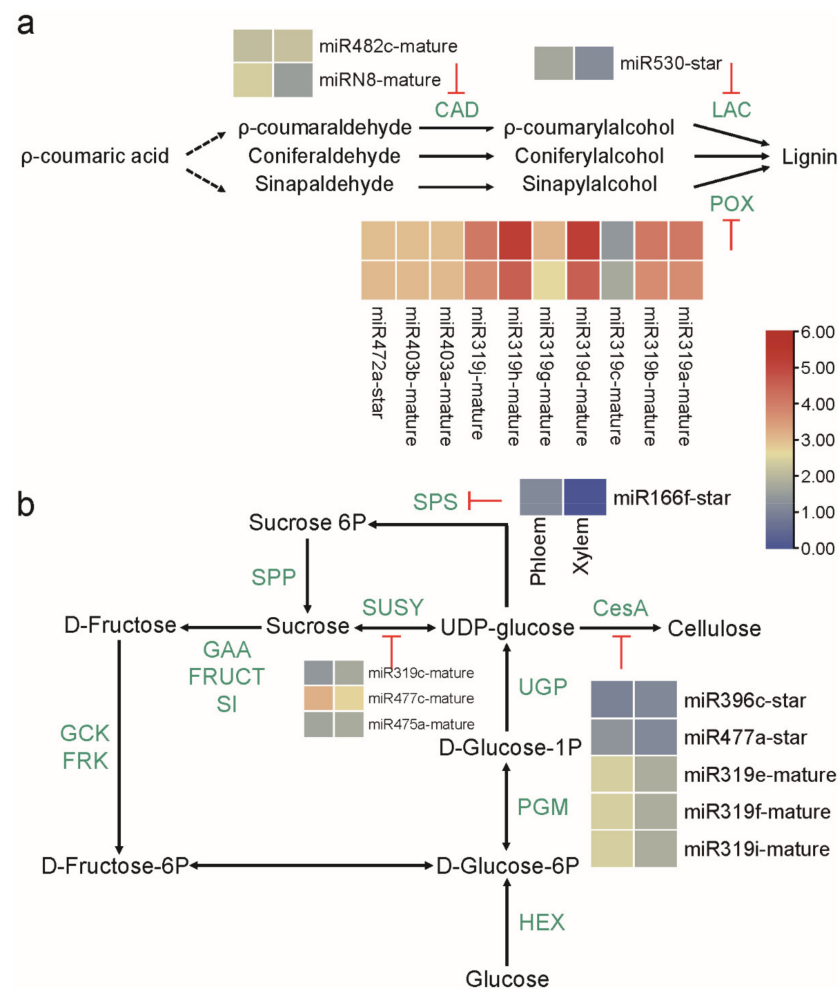 a
miR482c-mature
miRN8-mature
miR530-star
CAD
LAC
ρ-coumaraldehyde
ρ-coumarylalcohol
ρ-coumaric acid
Coniferaldehyde
Coniferylalcohol
Lignin
Sinapaldehyde
Sinapylalcohol
POX
miR472a-star
miR403b-mature
miR403a-mature
miR319j-mature
miR319h-mature
miR319g-mature
miR319d-mature
miR319c-mature
miR319b-mature
miR319a-mature
6.00
5.00
4.00
3.00
2.00
1.00
0.00
b
SPS
miR166f-star
Phloem
Xylem
Sucrose 6P
SPP
SUSY
CesA
D-Fructose
Sucrose
UDP-glucose
Cellulose
GAA
FRUCT
SI
miR319c-mature
miR477c-mature
miR475a-mature
UGP
miR396c-star
miR477a-star
miR319e-mature
miR319f-mature
miR319i-mature
GCK
FRK
D-Glucose-1P
PGM
D-Fructose-6P
D-Glucose-6P
HEX
Glucose